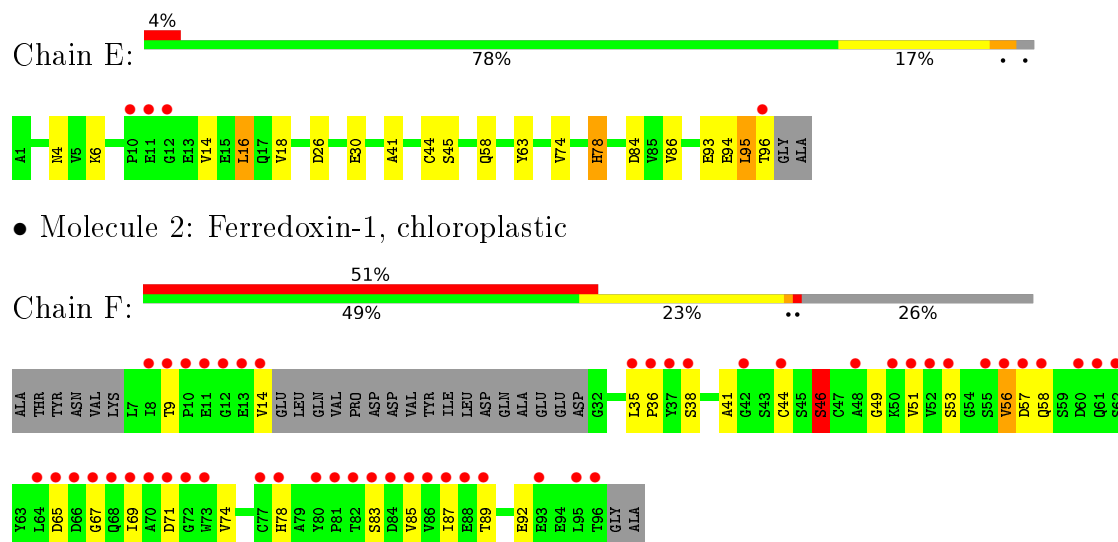 4%
Chain E:
78% 17% • •
A1 N4 V5 K6 P10 E11 G12 E13 V14 E15 L16 Q17 V18 D26 E30 A41 C44 S45 Q58 Y63 V74 H78 D84 V85 V86 E93 E94 L95 T96 GLY ALA
• Molecule 2: Ferredoxin-1, chloroplastic
51%
Chain F:
49% 23% •• 26%
ALA THR TYR ASN VAL LYS L7 I8 T9 P10 E11 G12 E13 V14 GLU LEU GLN VAL PRO ASP ASP VAL TYR ILE LEU ASP GLN ALA GLU GLU ASP G32 L35 P36 Y37 S38 A41 G42 S43 C44 S45 S46 C47 A48 G49 K50 V51 V52 S53 G54 S55 V56 D57 Q58 S59 D60 Q61 S62
Y63 L64 D65 D66 G67 Q68 I69 A70 D71 G72 W73 V74 C77 H78 A79 Y80 P81 T82 S83 D84 V85 V86 I87 E88 T89 E92 E93 E94 L95 T96 GLY ALA